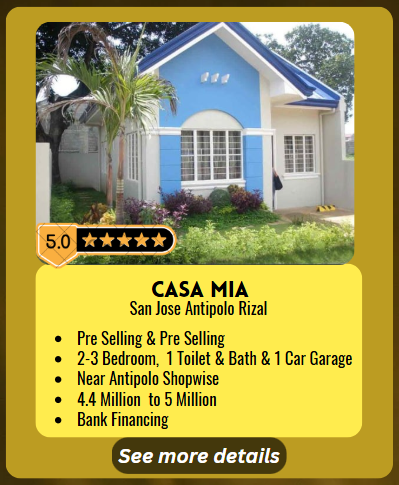 5.0
CASA MIA
San Jose Antipolo Rizal
Pre Selling & Pre Selling
2-3 Bedroom, 1 Toilet & Bath & 1 Car Garage
Near Antipolo Shopwise
4.4 Million to 5 Million
Bank Financing
See more details